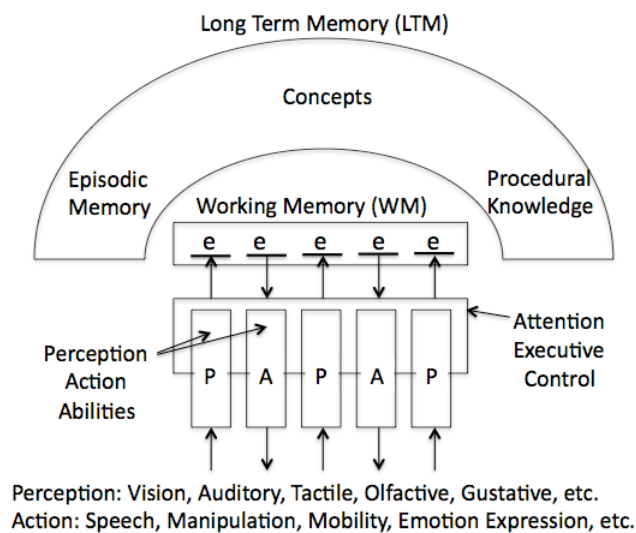 Long Term Memory (LTM)
Concepts
Episodic
Memory
Procedural
Knowledge
Working Memory (WM)
e e e e e
Perception
Action
Abilities
P A P A P
Attention
Executive
Control
Perception: Vision, Auditory, Tactile, Olfactive, Gustative, etc.
Action: Speech, Manipulation, Mobility, Emotion Expression, etc.